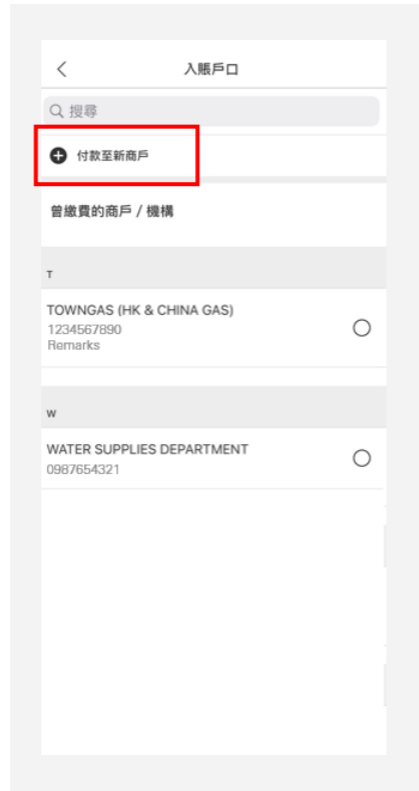 入賬戶口
搜尋
付款至新商戶
曾繳費的商戶 / 機構
T
TOWNGAS (HK & CHINA GAS)
1234567890
Remarks
W
WATER SUPPLIES DEPARTMENT
0987654321